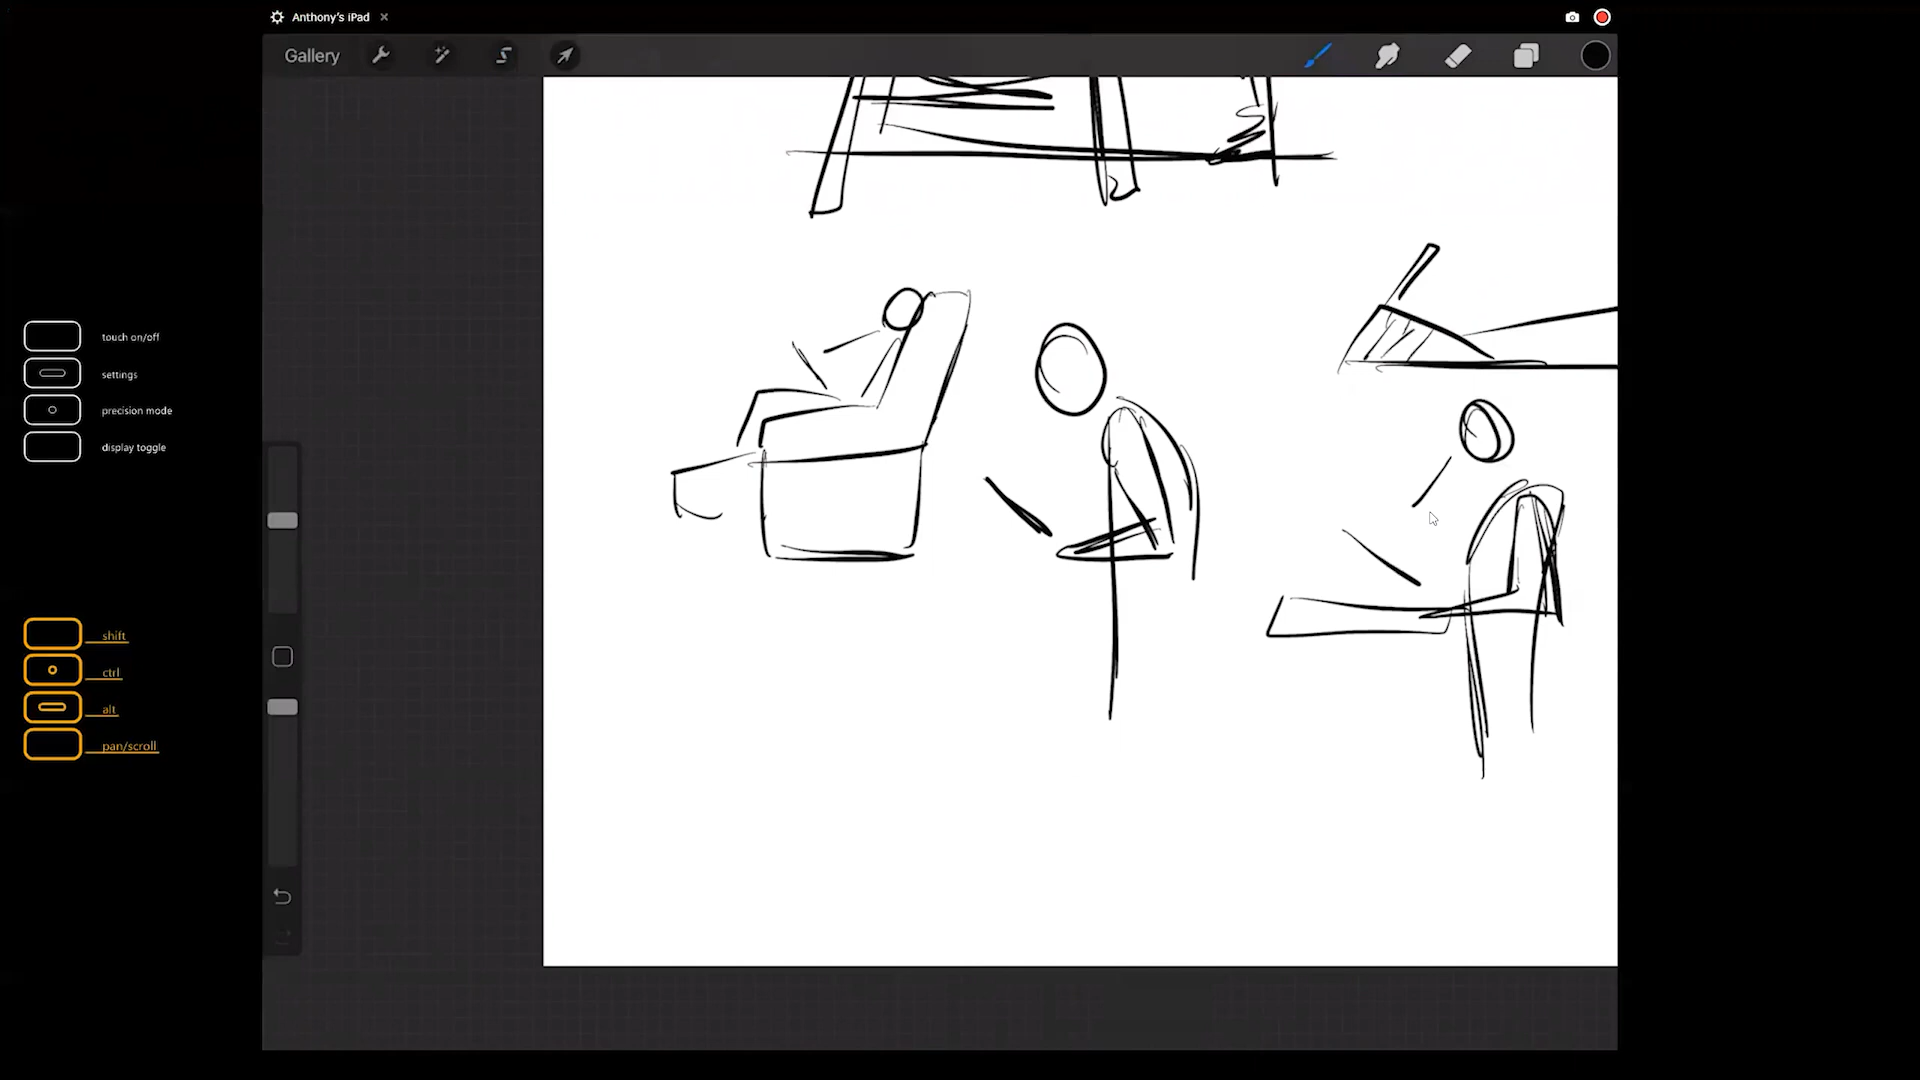 Anthony's iPad
Gallery
touch on/off
settings
precision mode
display toggle
shift
ctrl
alt
pan/scroll